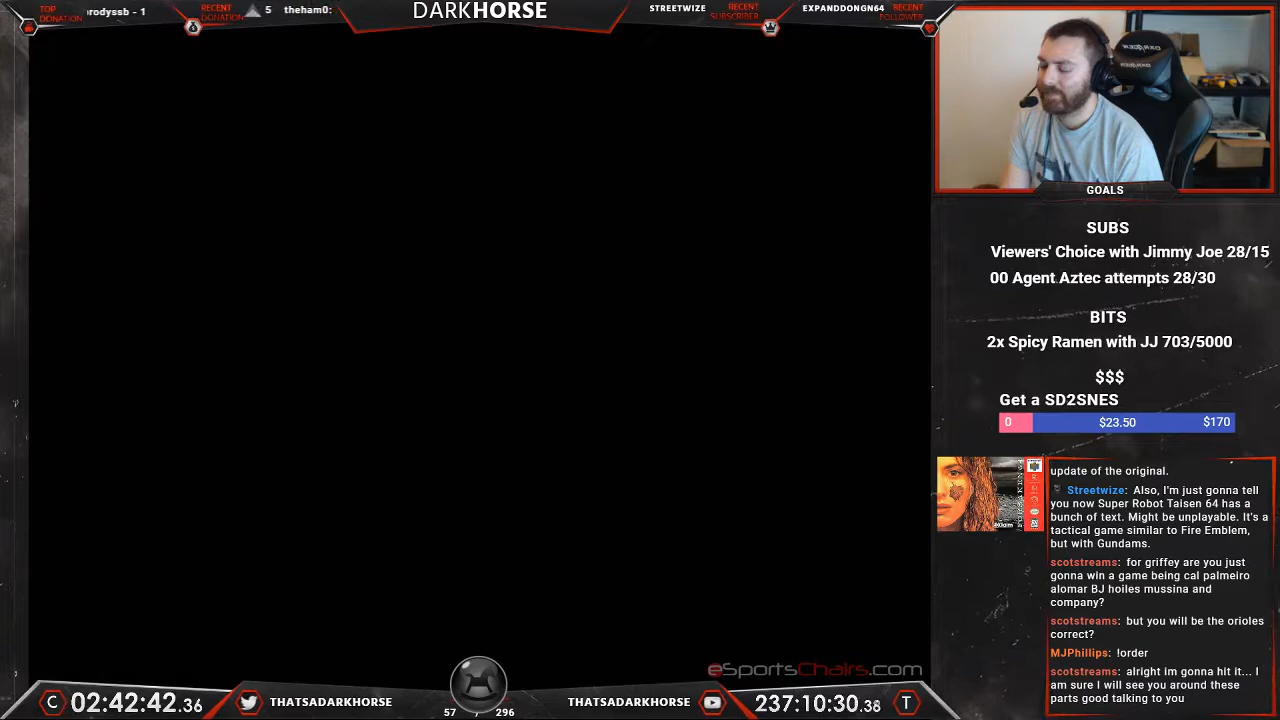 TOP
DONATION
rodyssb - 1
RECENT
DONATION
5 theham0:
DARKHORSE
STREETWIZE
RECENT
SUBSCRIBER
EXPANDDONGN64
RECENT
FOLLOWER
GOALS
SUBS
Viewers' Choice with Jimmy Joe 28/15
00 Agent Aztec attempts 28/30
BITS
2x Spicy Ramen with JJ 703/5000
$$$
Get a SD2SNES
0 $23.50 $170
update of the original.
Streetwize: Also, I'm just gonna tell
you now Super Robot Taisen 64 has a
bunch of text. Might be unplayable. It's a
tactical game similar to Fire Emblem,
but with Gundams.
scotstreams: for griffey are you just
gonna win a game being cal palmeiro
alomar BJ hoiles mussina and
company?
scotstreams: but you will be the orioles
correct?
MJPhillips: !order
scotstreams: alright im gonna hit it... I
am sure I will see you around these
parts good talking to you
eSportsChairs.com
C 02:42:42.36
THATSADARKHORSE
57 / 296
THATSADARKHORSE
237:10:30.38 T